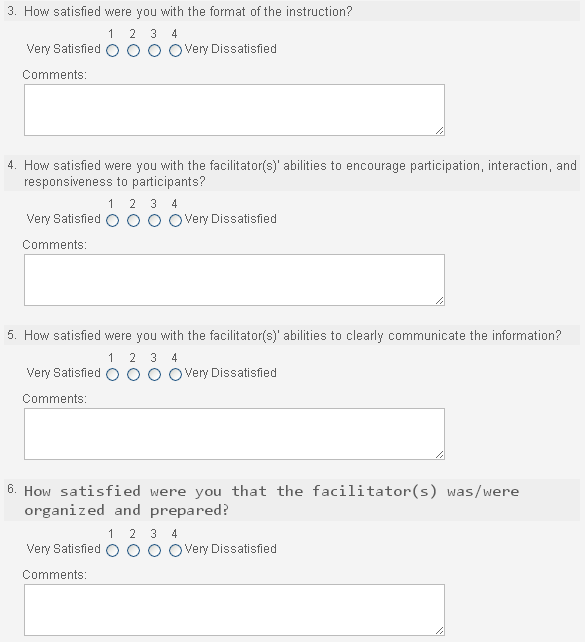 3. How satisfied were you with the format of the instruction?
1 2 3 4
Very Satisfied Very Dissatisfied
Comments:
4. How satisfied were you with the facilitator(s)' abilities to encourage participation, interaction, and
responsiveness to participants?
1 2 3 4
Very Satisfied Very Dissatisfied
Comments:
5. How satisfied were you with the facilitator(s)' abilities to clearly communicate the information?
1 2 3 4
Very Satisfied Very Dissatisfied
Comments:
6. How satisfied were you that the facilitator(s) was/were
organized and prepared?
1 2 3 4
Very Satisfied Very Dissatisfied
Comments: